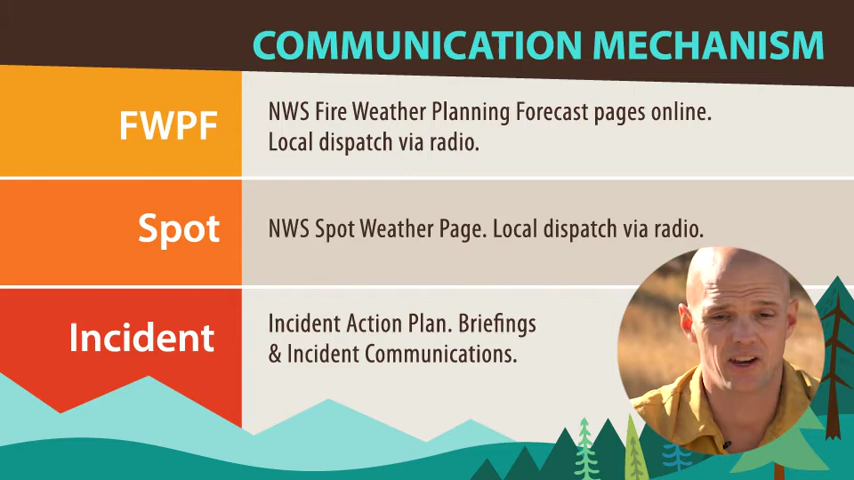 COMMUNICATION MECHANISM
FWPF
NWS Fire Weather Planning Forecast pages online.
Local dispatch via radio.
Spot
NWS Spot Weather Page. Local dispatch via radio.
Incident
Incident Action Plan. Briefings
& Incident Communications.